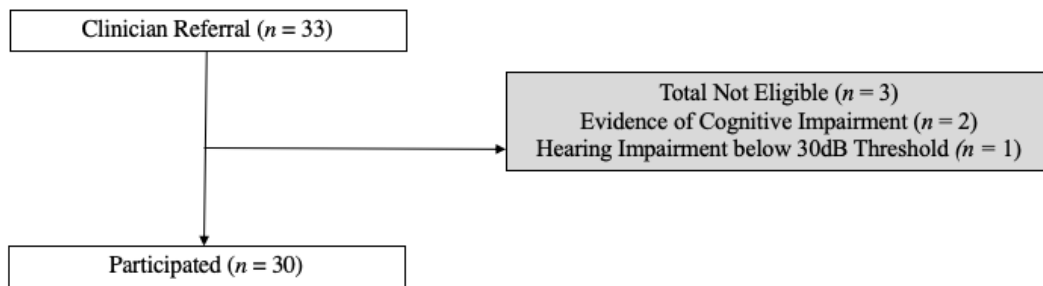 Clinician Referral (n = 33)
Total Not Eligible (n = 3)
Evidence of Cognitive Impairment (n = 2)
Hearing Impairment below 30dB Threshold (n = 1)
Participated (n = 30)